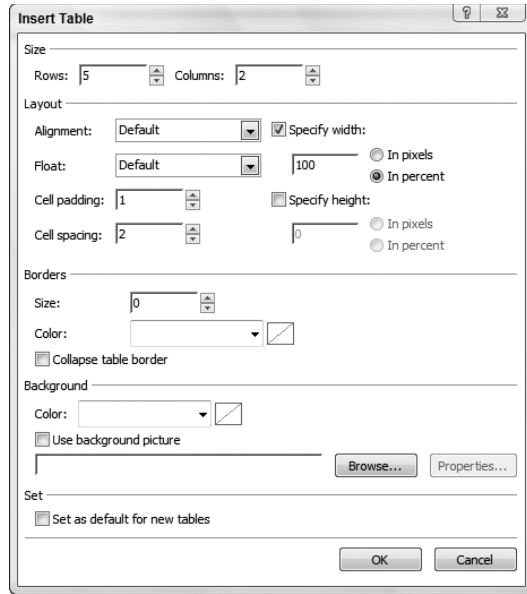 Insert Table
Size
Rows: 5 Columns: 2
Layout
Alignment: Default Specify width:
Float: Default 100 In pixels
In percent
Cell padding: 1 Specify height:
Cell spacing: 2 0 In pixels
In percent
Borders
Size: 0
Color:
Collapse table border
Background
Color:
Use background picture
Browse... Properties...
Set
Set as default for new tables
OK Cancel